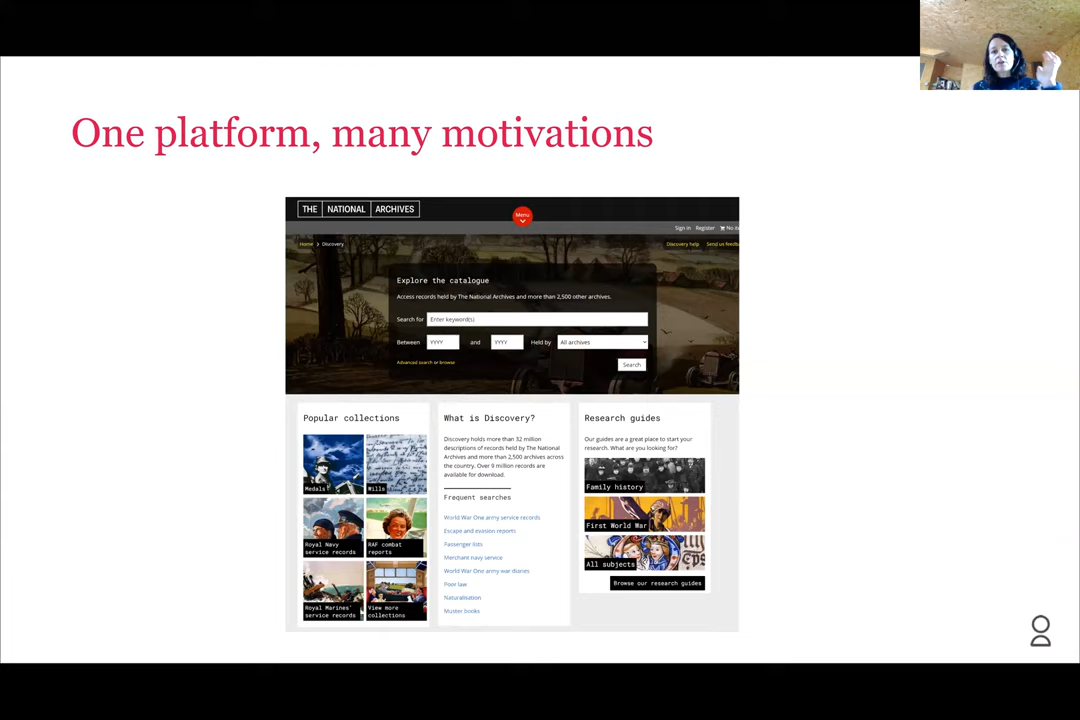 One platform, many motivations
THE NATIONAL ARCHIVES
Menu
Sign in Register No it
Home > Discovery
Discovery help Send us feedb
Explore the catalogue
Access records held by The National Archives and more than 2,500 other archives.
Search for Enter keyword(s)
Between YYYY and YYYY Held by All archives
Advanced search or browse
Search
Popular collections
Medals
Wills
Royal Navy
service records
RAF combat
reports
Royal Marines'
service records
View more
collections
What is Discovery?
Discovery holds more than 32 million
descriptions of records held by The National
Archives and more than 2,500 archives across
the country. Over 9 million records are
available for download.
Frequent searches
World War One army service records
Escape and evasion reports
Passenger lists
Merchant navy service
World War One army war diaries
Poor law
Naturalisation
Muster books
Research guides
Our guides are a great place to start your
research. What are you looking for?
Family history
First World War
All subjects
Browse our research guides